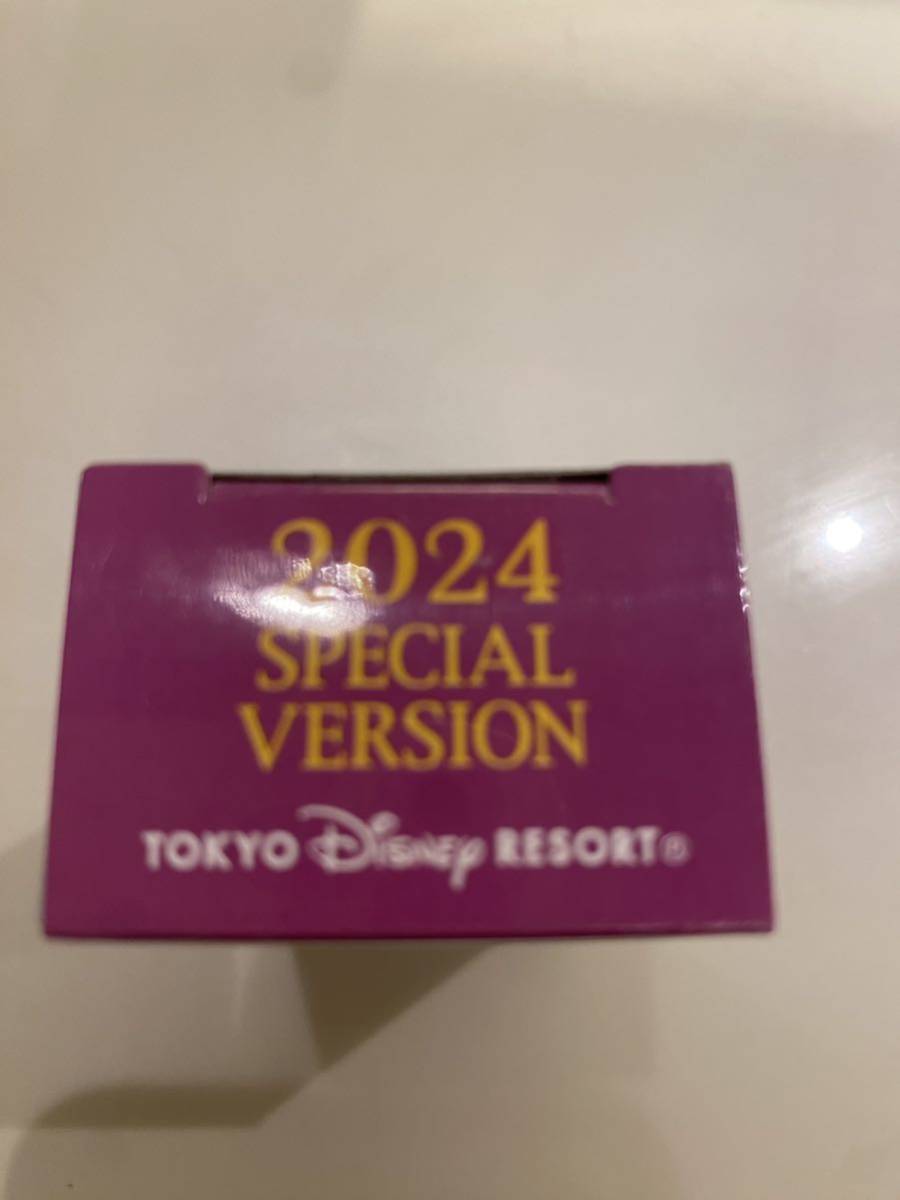 2024
SPECIAL
VERSION
TOKYO Disney RESORT®